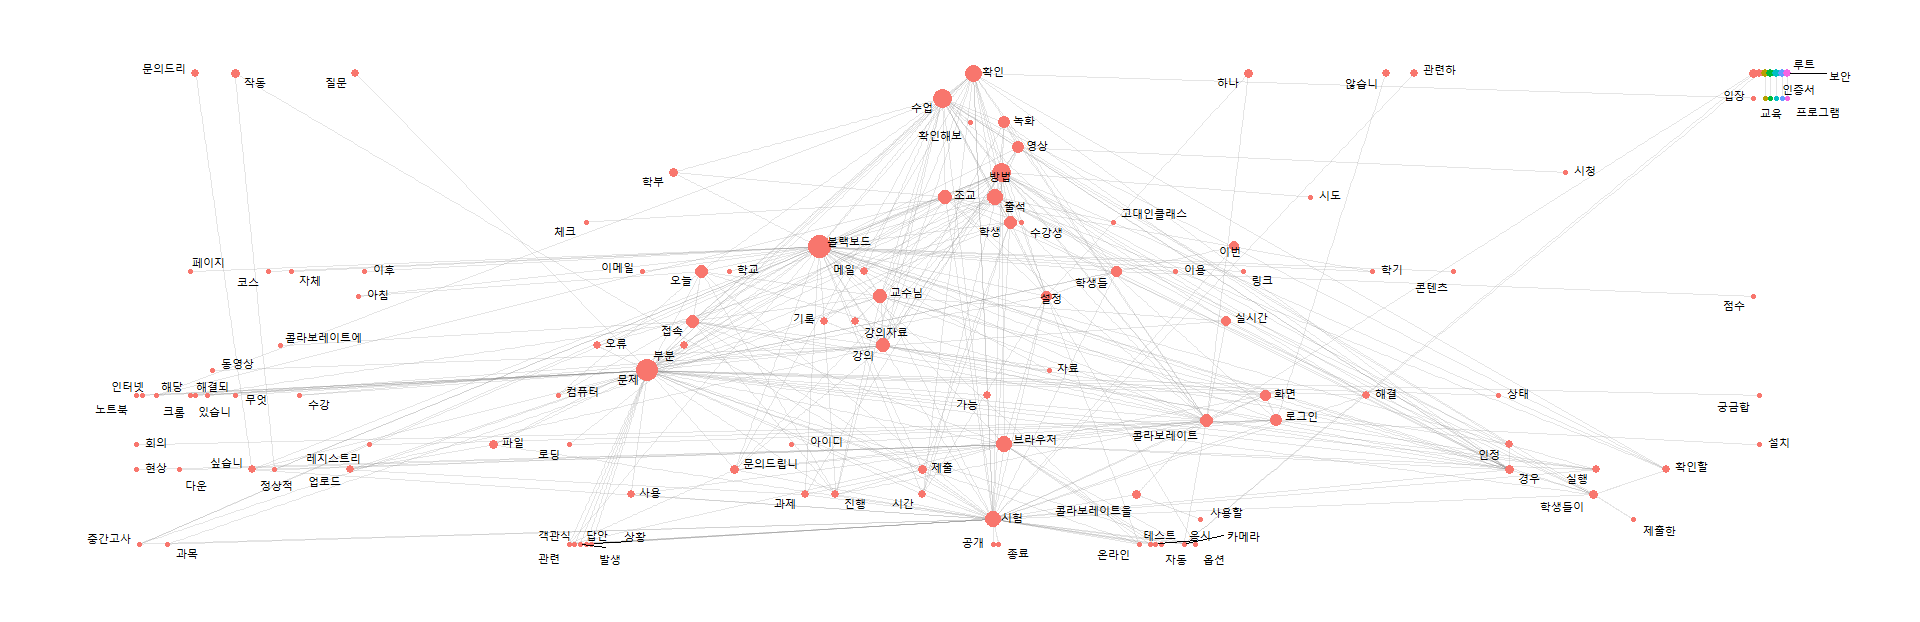 문의드리
작동
질문
확인
하나
않습니
관련하
루트
보안
수업
입장
인증서
교육
프로그램
확인해보
녹화
영상
학부
방법
시청
조교
출석
시도
체크
학생
수강생
고대인클래스
블랙보드
이번
페이지
코스
자체
이후
이메일
오늘
학교
메일
학생들
이용
링크
학기
콘텐츠
아침
교수님
설정
점수
콜라보레이트에
접속
기록
강의자료
실시간
오류
부분
강의
동영상
문제
자료
인터넷
해당
해결되
노트북
크롬
있습니
무엇
수강
컴퓨터
가능
화면
해결
상태
궁금합
로그인
콜라보레이트
회의
파일
로딩
아이디
브라우저
인정
설치
현상
다운
싶습니
정상적
레지스트리
업로드
문의드립니
제출
경우
실행
확인할
사용
과제
진행
시간
콜라보레이트을
사용할
학생들이
시험
제출한
중간고사
과목
객관식
답안
상황
관련
발생
공개
종료
온라인
테스트
응시
카메라
자동
옵션